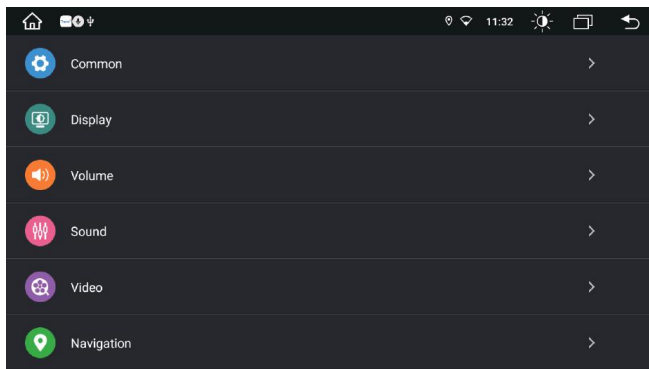 11:32
Common
Display
Volume
Sound
Video
Navigation